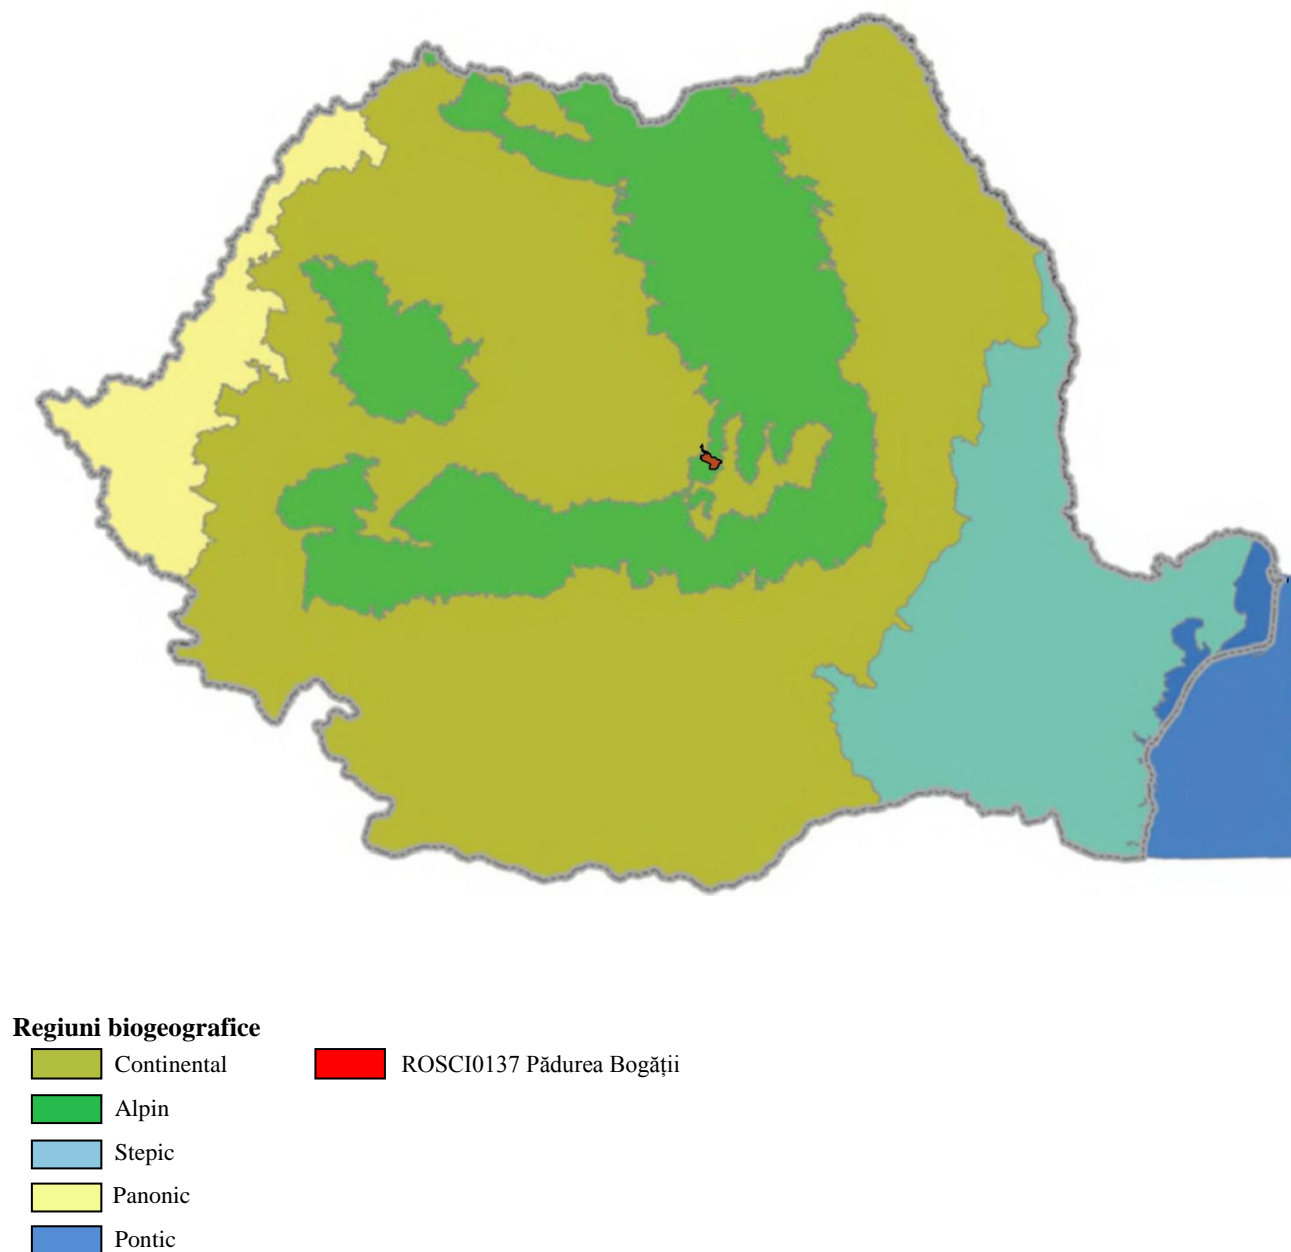 Regiuni biogeografice
Continental
ROSCI0137 Pădurea Bogății
Alpin
Stepic
Panonic
Pontic